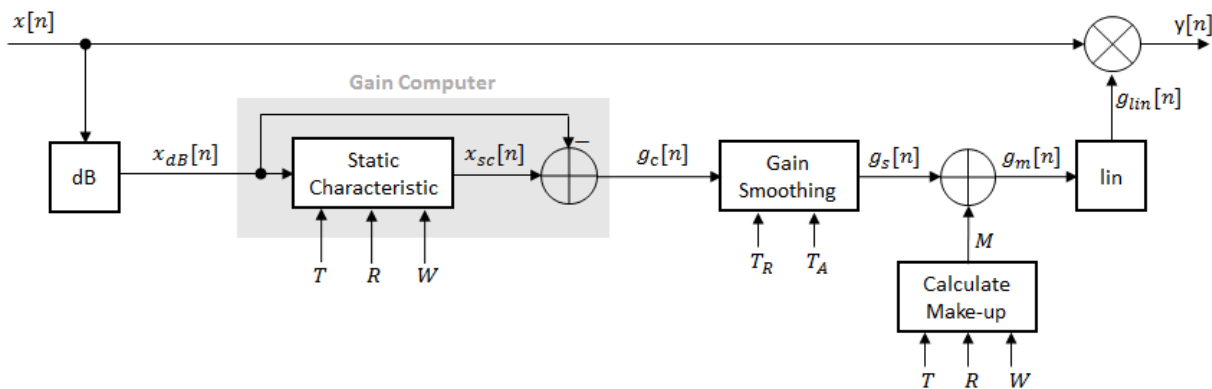 x[n]
y[n]
Gain Computer
g_lin[n]
dB
x_dB[n]
Static
Characteristic
x_sc[n]
−
g_c[n]
Gain
Smoothing
g_s[n]
g_m[n]
lin
T
R
W
T_R
T_A
M
Calculate
Make-up
T
R
W